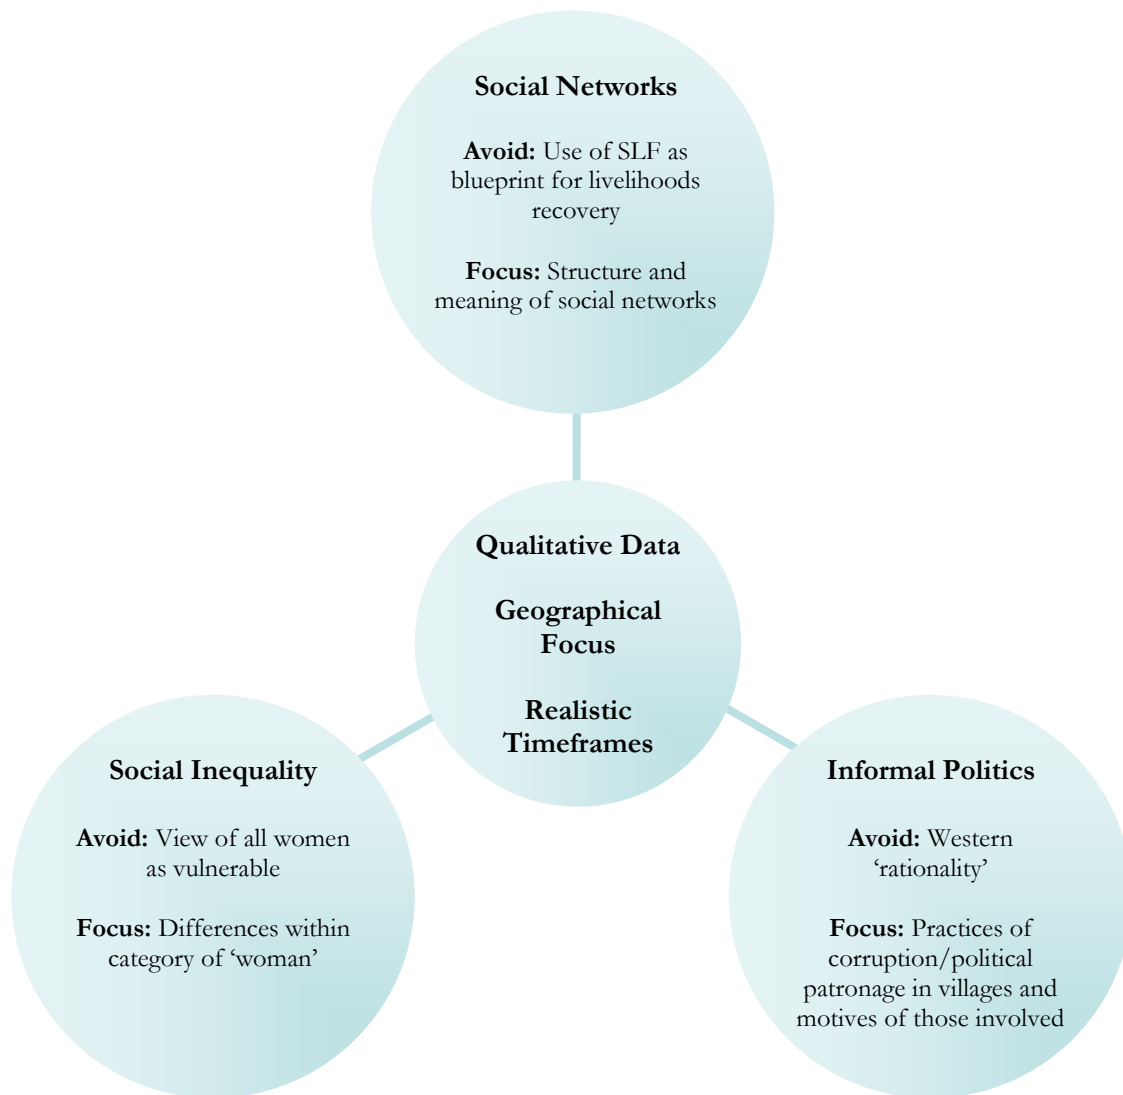 Social Networks
Avoid: Use of SLF as
blueprint for livelihoods
recovery
Focus: Structure and
meaning of social networks
Qualitative Data
Geographical
Focus
Realistic
Timeframes
Social Inequality
Avoid: View of all women
as vulnerable
Focus: Differences within
category of ‘woman’
Informal Politics
Avoid: Western
‘rationality’
Focus: Practices of
corruption/political
patronage in villages and
motives of those involved